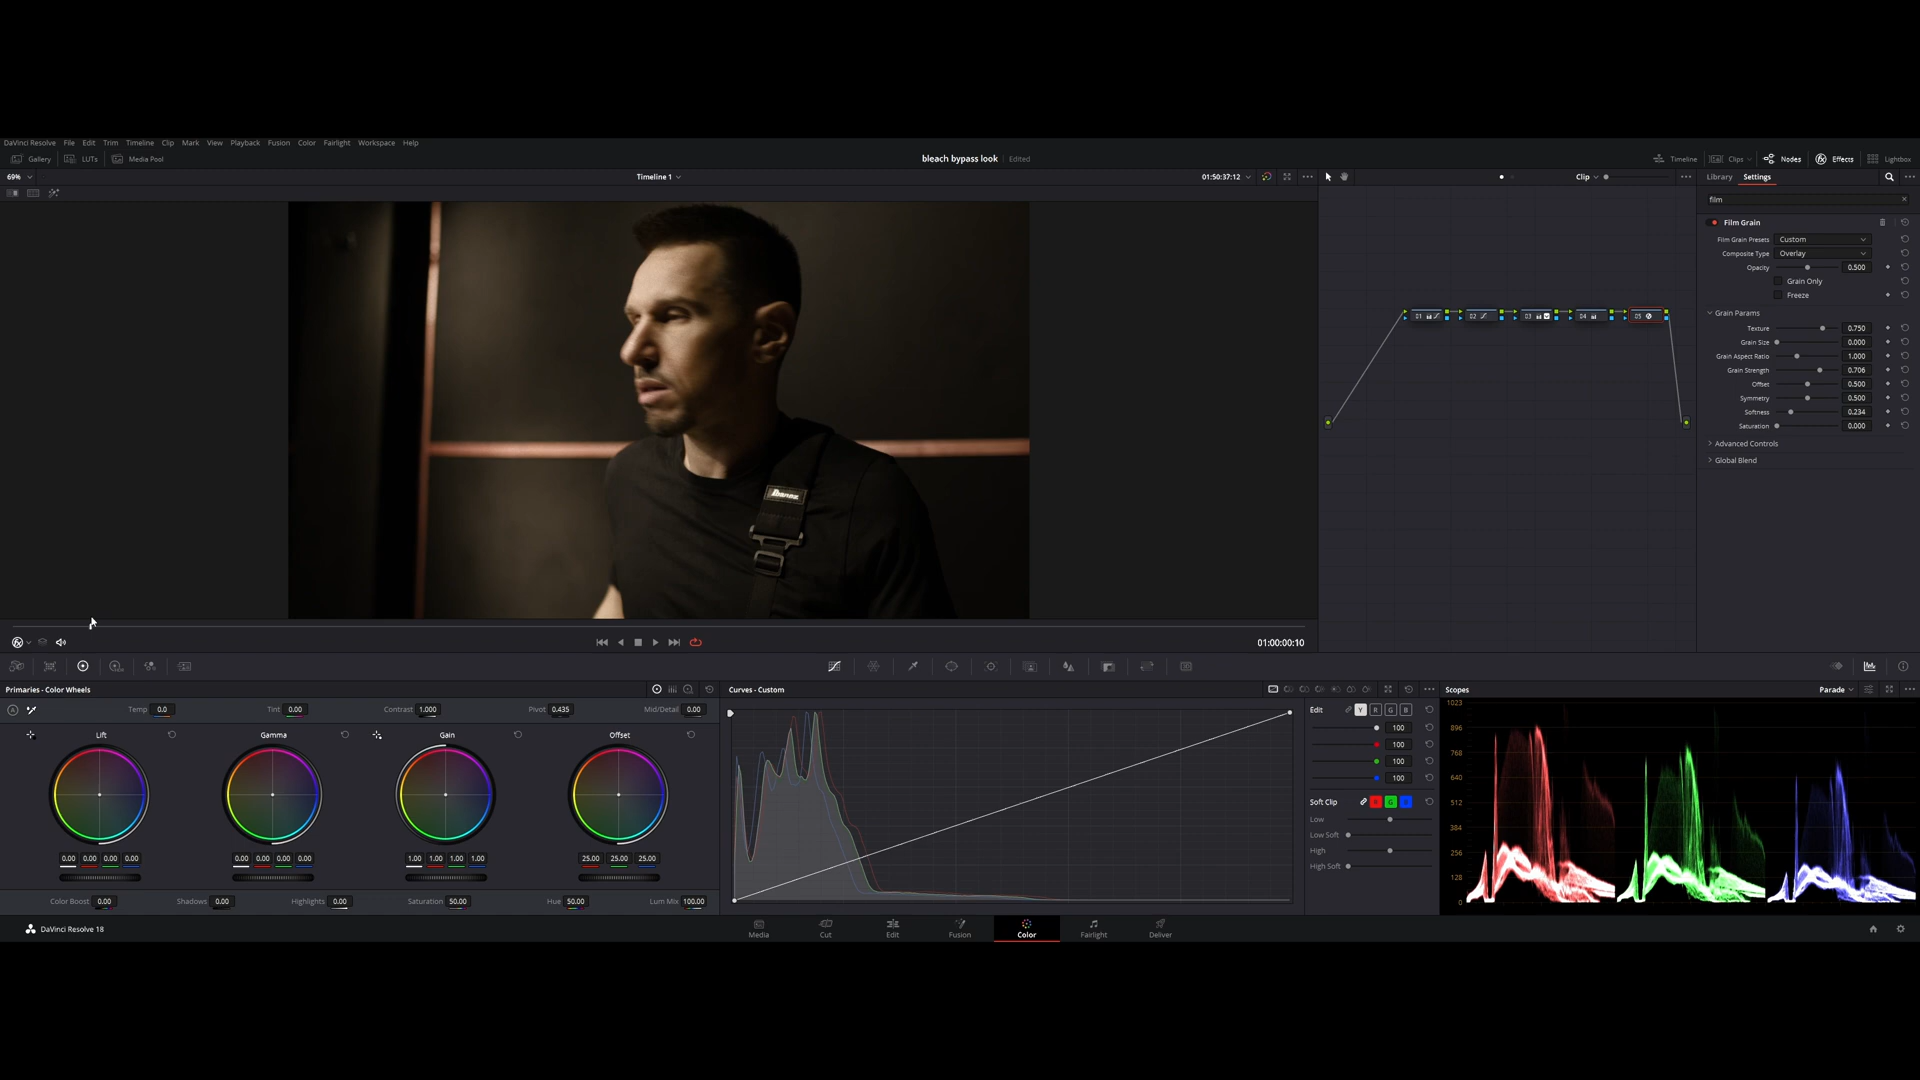 DaVinci Resolve File Edit Trim Timeline Clip Mark View Playback Fusion Color Fairlight Workspace Help
Gallery LUTs Media Pool bleach bypass look Edited Timeline Clips Nodes Effects Lightbox
69% Timeline 1 01:50:37:12 Clip Library Settings
film
Film Grain
Film Grain Presets Custom
Composite Type Overlay
Opacity 0.500
Grain Only
Freeze
Grain Params
Texture 0.750
Grain Size 0.000
Grain Aspect Ratio 1.000
Grain Strength 0.706
Offset 0.500
Symmetry 0.500
Softness 0.234
Saturation 0.000
Advanced Controls
Global Blend
01 02 03 04 05
Ibanez
01:00:00:10
Primaries - Color Wheels
Temp 0.0 Tint 0.00 Contrast 1.000 Pivot 0.435 Mid/Detail 0.00
Lift Gamma Gain Offset
0.00 0.00 0.00 0.00 0.00 0.00 0.00 0.00 1.00 1.00 1.00 1.00 25.00 25.00 25.00
Color Boost 0.00 Shadows 0.00 Highlights 0.00 Saturation 50.00 Hue 50.00 Lum Mix 100.00
Curves - Custom
Edit Y R G B
100
100
100
100
Soft Clip R G B
Low
Low Soft
High
High Soft
Scopes Parade
1023
896
768
640
512
384
256
128
0
DaVinci Resolve 18
Media Cut Edit Fusion Color Fairlight Deliver